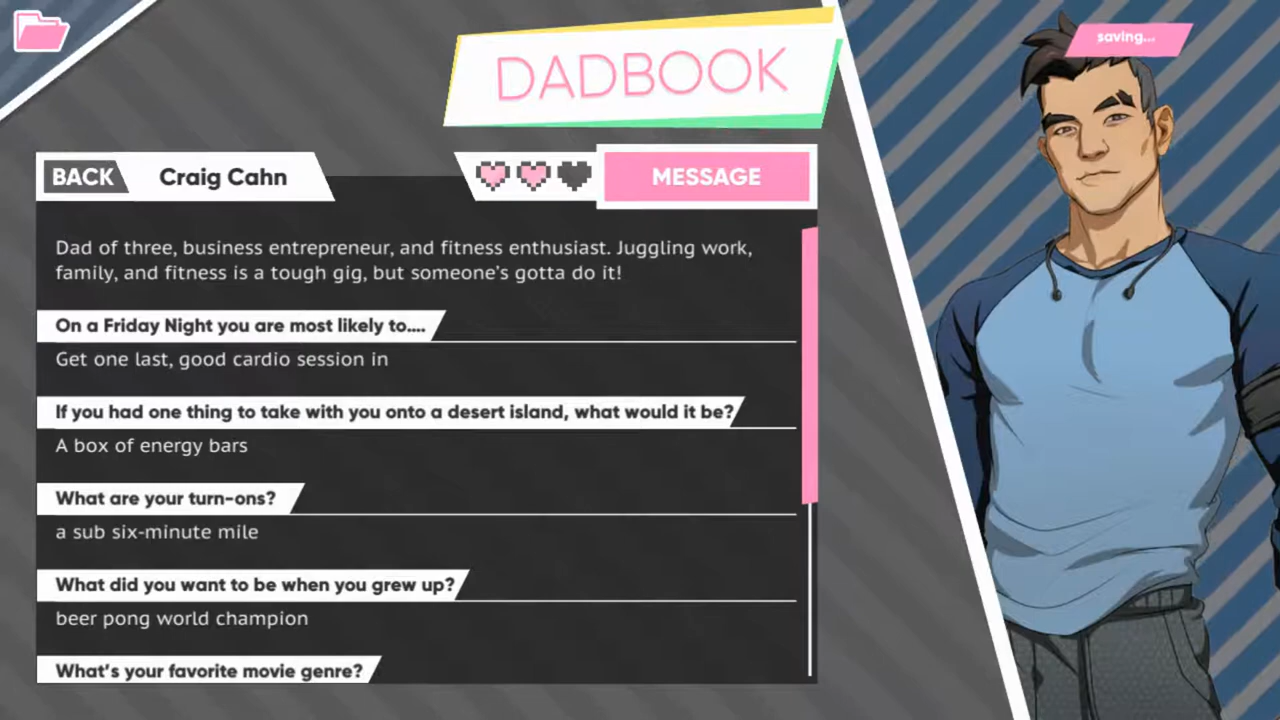 saving...
DADBOOK
BACK
Craig Cahn
MESSAGE
Dad of three, business entrepreneur, and fitness enthusiast. Juggling work,
family, and fitness is a tough gig, but someone's gotta do it!
On a Friday Night you are most likely to....
Get one last, good cardio session in
If you had one thing to take with you onto a desert island, what would it be?
A box of energy bars
What are your turn-ons?
a sub six-minute mile
What did you want to be when you grew up?
beer pong world champion
What's your favorite movie genre?